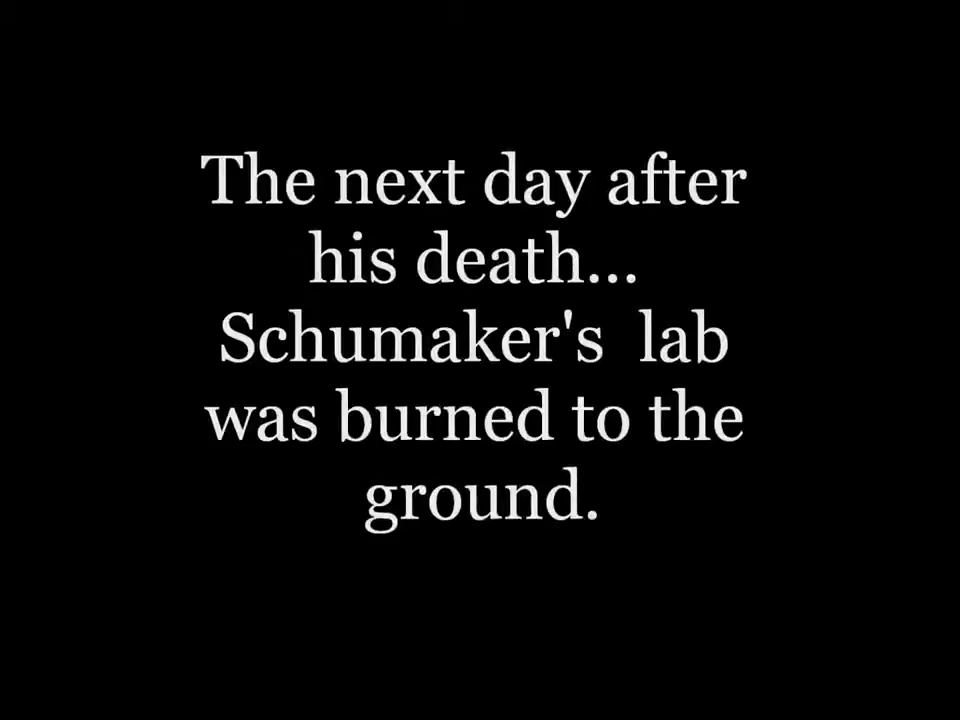 The next day after
his death...
Schumaker's  lab
was burned to the
ground.